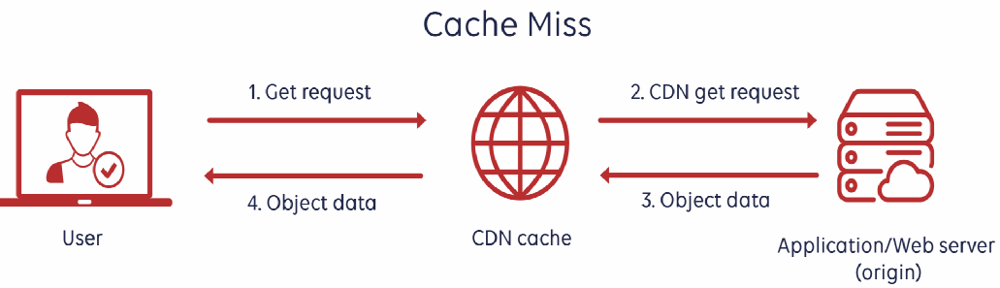 Cache Miss
1. Get request
2. CDN get request
4. Object data
3. Object data
User
CDN cache
Application/Web server
(origin)